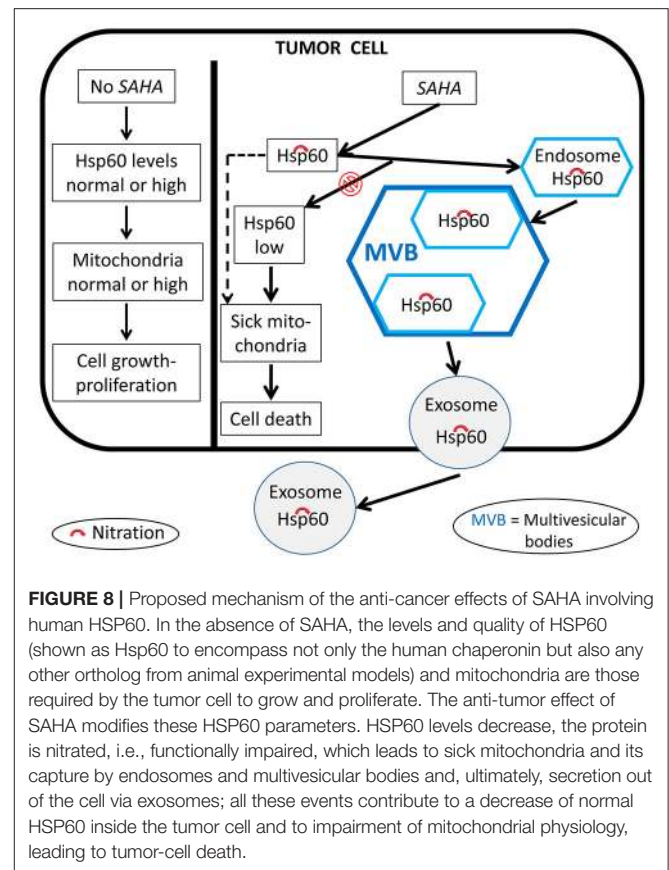 TUMOR CELL
No SAHA
Hsp60 levels
normal or high
Mitochondria
normal or high
Cell growth-
proliferation
SAHA
Hsp60
Hsp60
low
Sick mito-
chondria
Cell death
Endosome
Hsp60
Hsp60
MVB
Hsp60
Exosome
Hsp60
Exosome
Hsp60
Nitration
MVB = Multivesicular
bodies
FIGURE 8 | Proposed mechanism of the anti-cancer effects of SAHA involving
human HSP60. In the absence of SAHA, the levels and quality of HSP60
(shown as Hsp60 to encompass not only the human chaperonin but also any
other ortholog from animal experimental models) and mitochondria are those
required by the tumor cell to grow and proliferate. The anti-tumor effect of
SAHA modifies these HSP60 parameters. HSP60 levels decrease, the protein
is nitrated, i.e., functionally impaired, which leads to sick mitochondria and its
capture by endosomes and multivesicular bodies and, ultimately, secretion out
of the cell via exosomes; all these events contribute to a decrease of normal
HSP60 inside the tumor cell and to impairment of mitochondrial physiology,
leading to tumor-cell death.